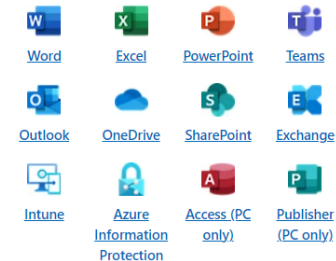 W X P T
Word Excel PowerPoint Teams
O S E
Outlook OneDrive SharePoint Exchange
A P
Intune Azure Access (PC Publisher
Information only) (PC only)
Protection